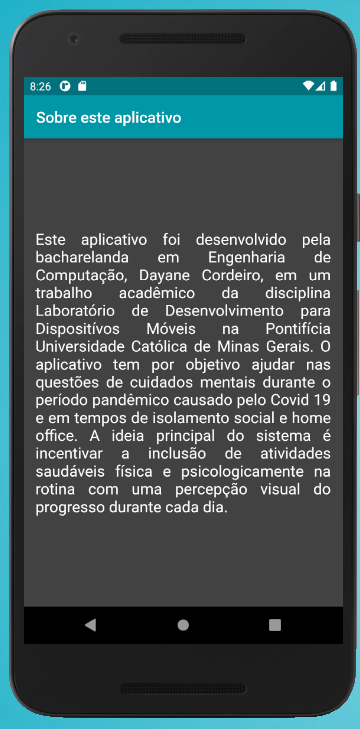 8:26
Sobre este aplicativo
Este aplicativo foi desenvolvido pela
bacharelanda em Engenharia de
Computação, Dayane Cordeiro, em um
trabalho acadêmico da disciplina
Laboratório de Desenvolvimento para
Dispositívos Móveis na Pontifícia
Universidade Católica de Minas Gerais. O
aplicativo tem por objetivo ajudar nas
questões de cuidados mentais durante o
período pandêmico causado pelo Covid 19
e em tempos de isolamento social e home
office. A ideia principal do sistema é
incentivar a inclusão de atividades
saudáveis física e psicologicamente na
rotina com uma percepção visual do
progresso durante cada dia.